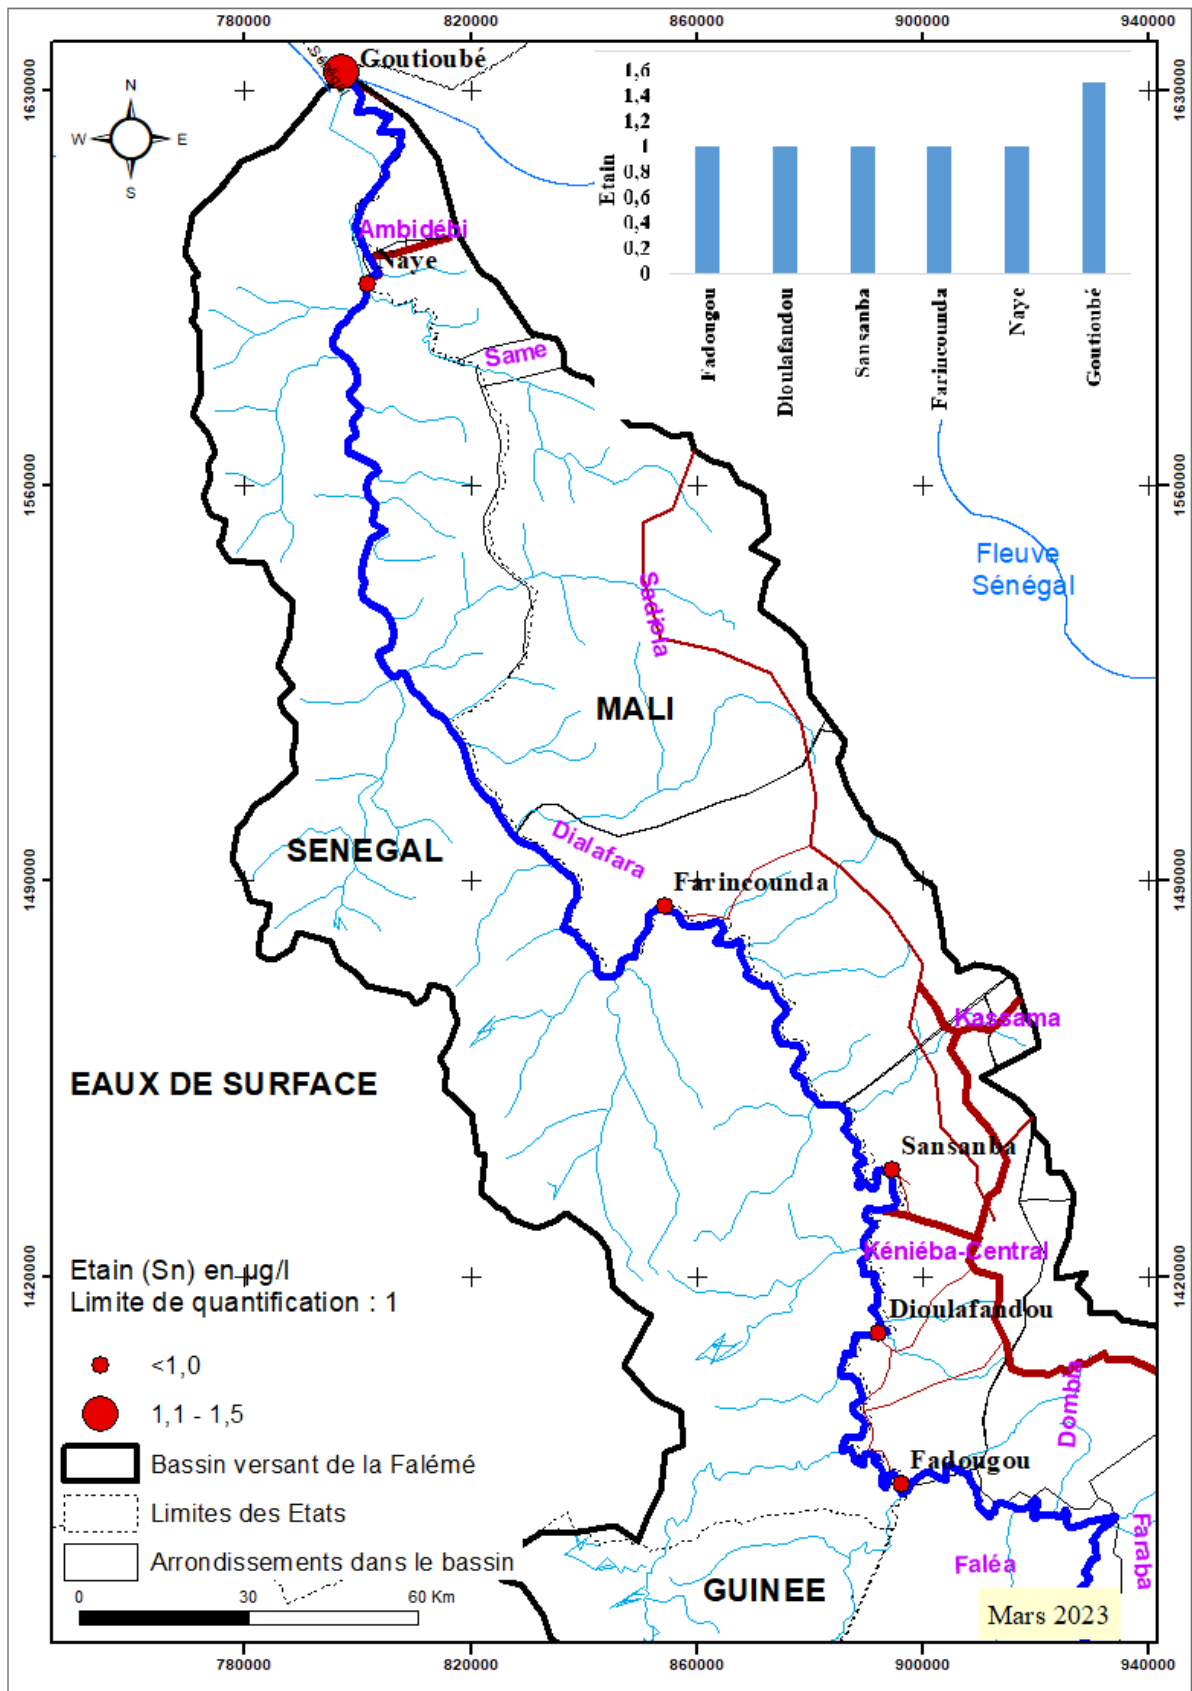 780000 820000 860000 900000 940000
Goutioubé
1630000
1630000
N
W E
S
1,6
1,4
1,2
1
0,8
0,6
0,4
0,2
0
Etain
Fadougou
Dioulafandou
Sansanba
Farincounda
Naye
Goutioubé
Ambidébi
Naye
Same
1560000
1560000
Fleuve
Sénégal
Sadiola
MALI
SENEGAL
Dialafara
Farincounda
1490000
1490000
Kassama
EAUX DE SURFACE
Sansanba
Kéniéba-Central
1420000
1420000
Dioulafandou
Etain (Sn) en µg/l
Limite de quantification : 1
<1,0
1,1 - 1,5
Bassin versant de la Falémé
Limites des Etats
Arrondissements dans le bassin
0 30 60 Km
Dombia
Fadougou
Faléa
Faraba
GUINEE
Mars 2023
780000 820000 860000 900000 940000